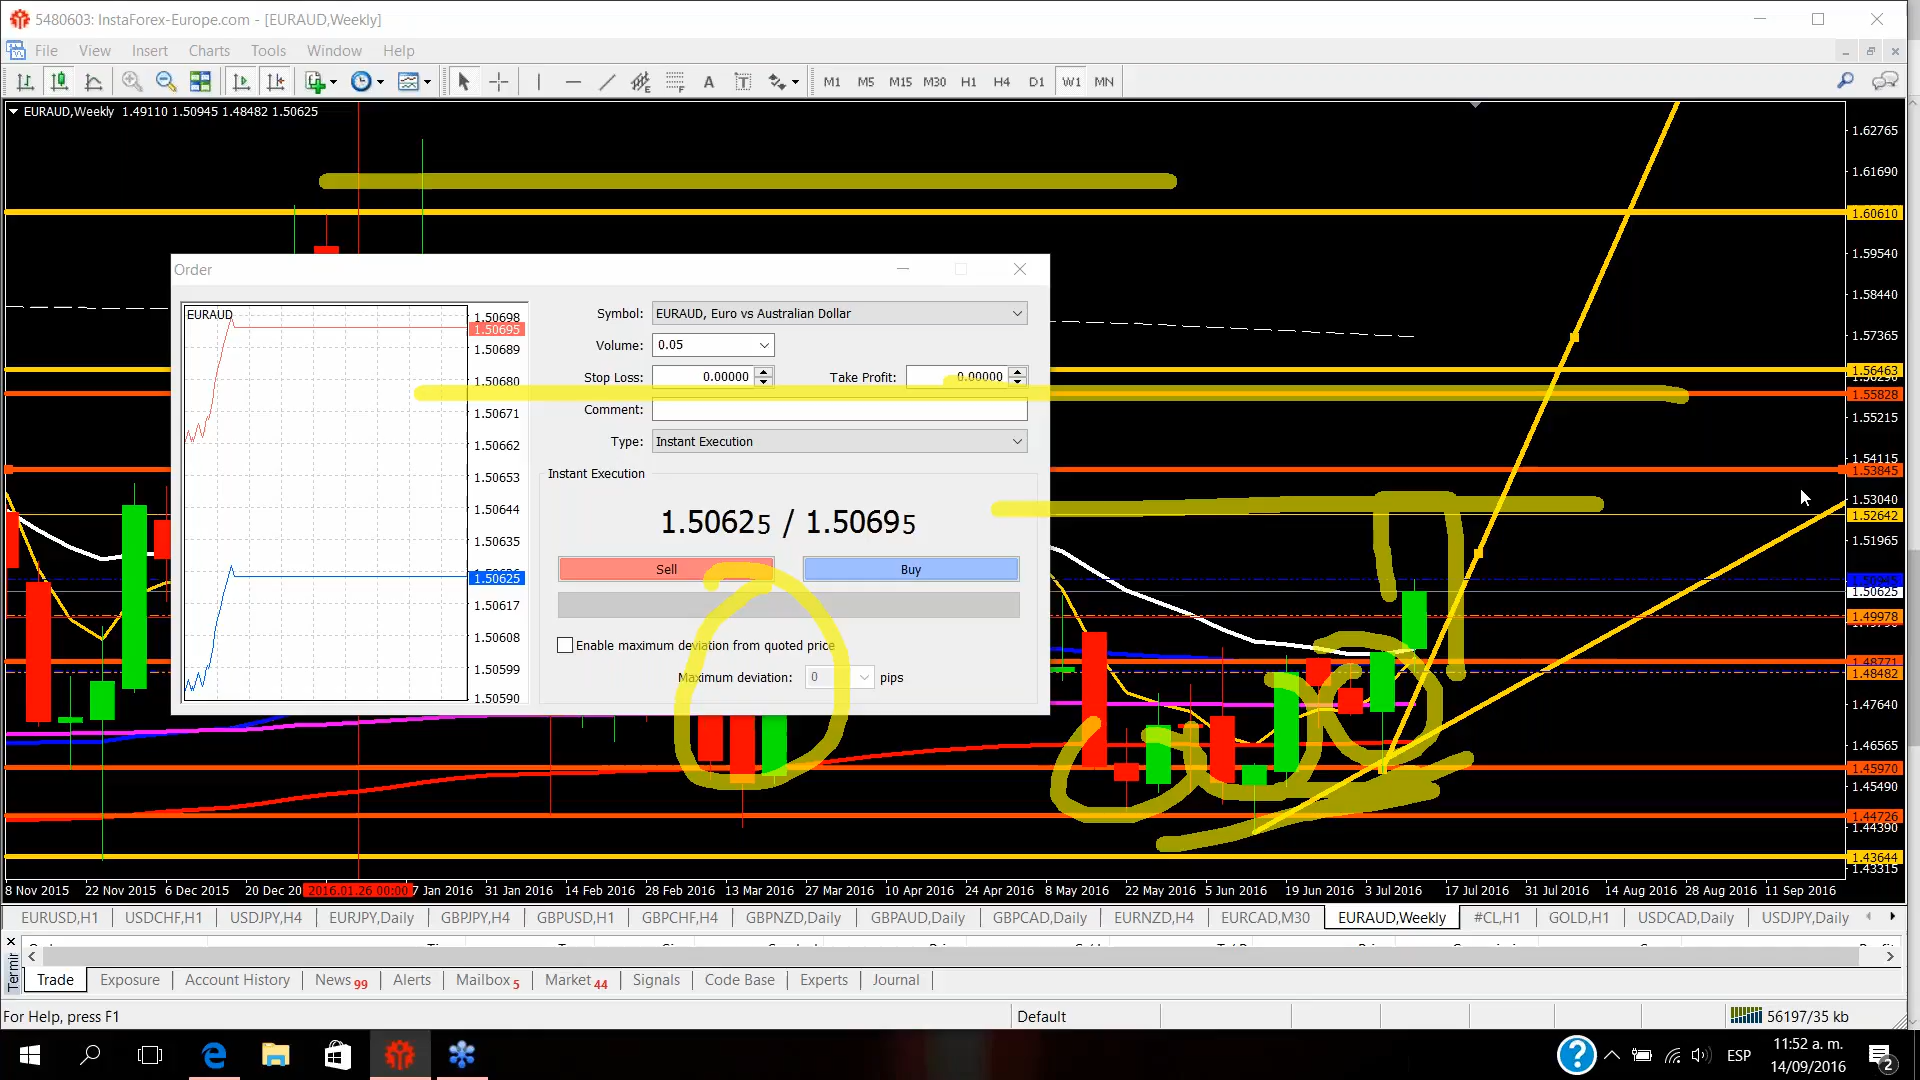 5480603: InstaForex-Europe.com - [EURAUD,Weekly]
File View Insert Charts Tools Window Help
A T M1 M5 M15 M30 H1 H4 D1 W1 MN
EURAUD,Weekly 1.49110 1.50945 1.48482 1.50625
1.62765
1.61690
1.60610
1.59540
1.58440
1.57365
1.56463
1.55828
1.55215
1.54115
1.53845
1.53040
1.52642
1.51965
1.50945
1.50625
1.49978
1.48771
1.48482
1.47640
1.46565
1.45970
1.45490
1.44726
1.44390
1.43644
1.43315
Order
EURAUD
1.50698
1.50695
1.50689
1.50680
1.50671
1.50662
1.50653
1.50644
1.50635
1.50625
1.50617
1.50608
1.50599
1.50590
Symbol: EURAUD, Euro vs Australian Dollar
Volume: 0.05
Stop Loss: 0.00000 Take Profit: 0.00000
Comment:
Type: Instant Execution
Instant Execution
1.50625 / 1.50695
Sell Buy
Enable maximum deviation from quoted price
Maximum deviation: 0 pips
8 Nov 2015 22 Nov 2015 6 Dec 2015 20 Dec 20 2016.01.26 00:00 7 Jan 2016 31 Jan 2016 14 Feb 2016 28 Feb 2016 13 Mar 2016 27 Mar 2016 10 Apr 2016 24 Apr 2016 8 May 2016 22 May 2016 5 Jun 2016 19 Jun 2016 3 Jul 2016 17 Jul 2016 31 Jul 2016 14 Aug 2016 28 Aug 2016 11 Sep 2016
EURUSD,H1 USDCHF,H1 USDJPY,H4 EURJPY,Daily GBPJPY,H4 GBPUSD,H1 GBPCHF,H4 GBPNZD,Daily GBPAUD,Daily GBPCAD,Daily EURNZD,H4 EURCAD,M30 EURAUD,Weekly #CL,H1 GOLD,H1 USDCAD,Daily USDJPY,Daily
Trade Exposure Account History News 99 Alerts Mailbox 5 Market 44 Signals Code Base Experts Journal
For Help, press F1 Default 56197/35 kb
ESP 11:52 a. m.
14/09/2016 2